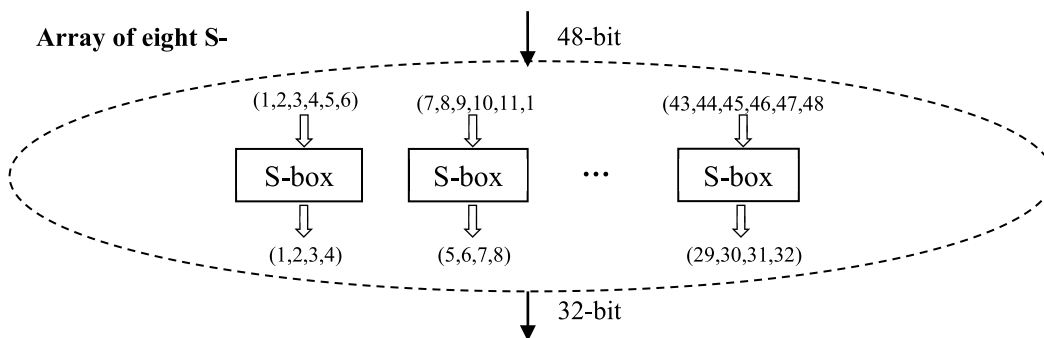 Array of eight S-
48-bit
(1,2,3,4,5,6)
(7,8,9,10,11,1
(43,44,45,46,47,48
S-box
S-box
...
S-box
(1,2,3,4)
(5,6,7,8)
(29,30,31,32)
32-bit